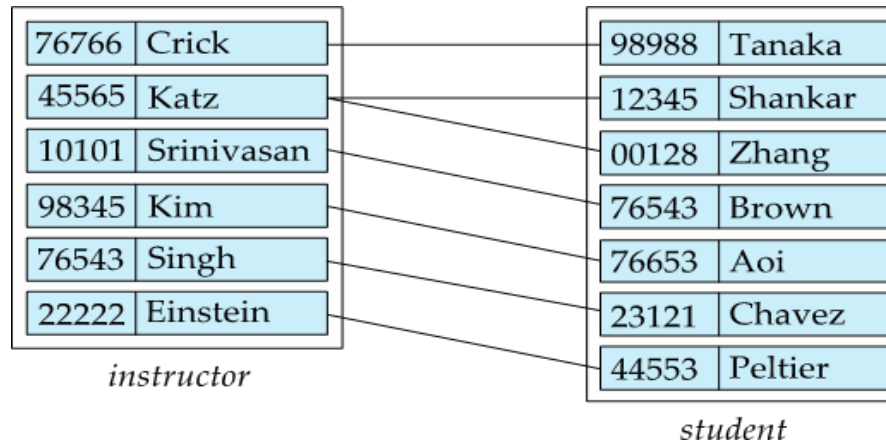 76766 Crick
45565 Katz
10101 Srinivasan
98345 Kim
76543 Singh
22222 Einstein
instructor
98988 Tanaka
12345 Shankar
00128 Zhang
76543 Brown
76653 Aoi
23121 Chavez
44553 Peltier
student